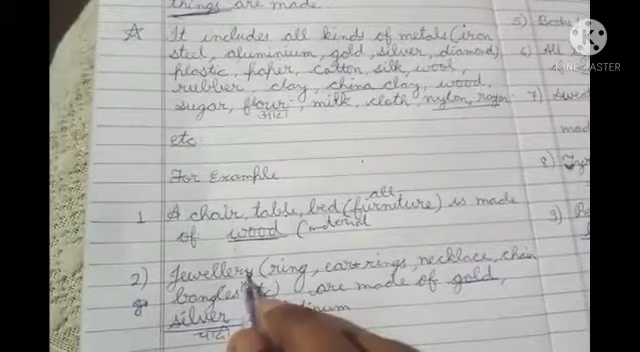 things are made
☆ It includes all kinds of metals (iron
steel, aluminium, gold, silver, diamond)
plastic, paper, cotton, silk, wool,
rubber, clay, china clay, wood,
sugar, flour, milk, cloth, nylon, rayon
आटा
etc
For Example
all
1 A chair, table, bed (furniture) is made
of wood (material
2) Jewellery (ring, ear-rings, necklace, chain
bangles etc) are made of gold,
silver
चांदी
5) Books
6) All
7) Sweat
made
8)
9)
KINEMASTER